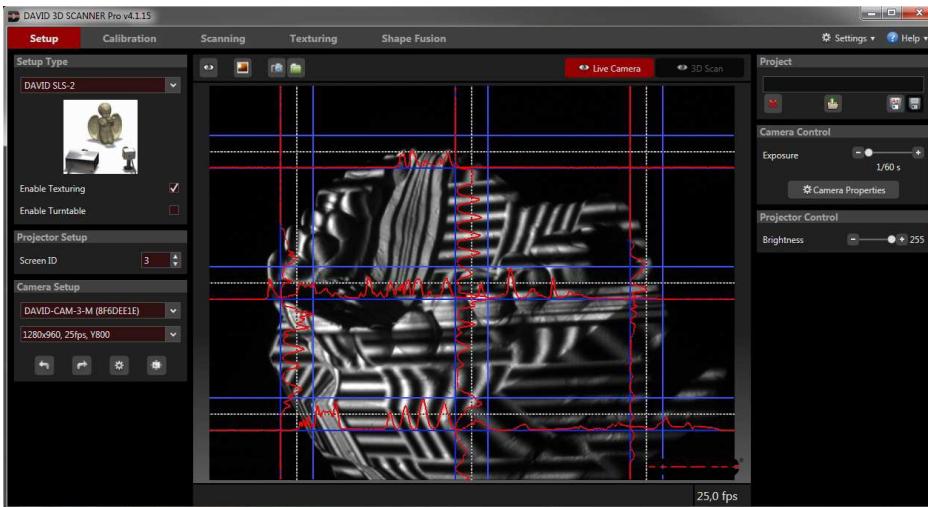 DAVID 3D SCANNER Pro v4.1.15
Setup
Calibration
Scanning
Texturing
Shape Fusion
Settings
Help
Setup Type
DAVID SLS-2
Enable Texturing
Enable Turntable
Projector Setup
Screen ID
3
Camera Setup
DAVID-CAM-3-M (8F6DEE1E)
1280x960, 25fps, Y800
Live Camera
3D Scan
25,0 fps
Project
Camera Control
Exposure
1/60 s
Camera Properties
Projector Control
Brightness
255